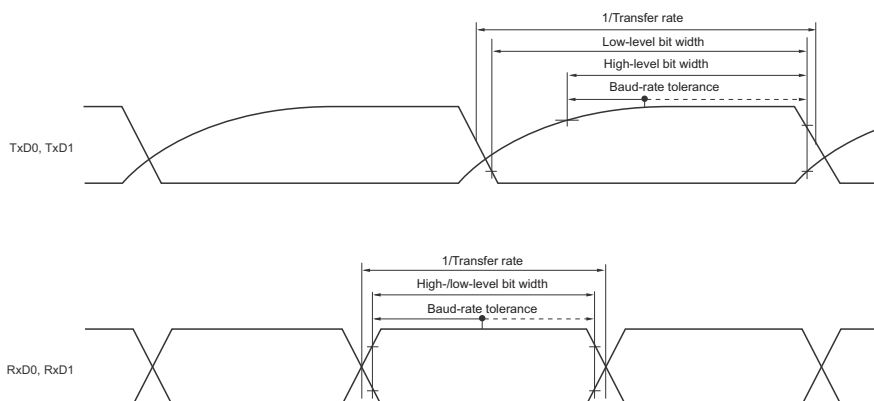 1/Transfer rate
Low-level bit width
High-level bit width
Baud-rate tolerance
TxD0, TxD1
1/Transfer rate
High-/low-level bit width
Baud-rate tolerance
RxD0, RxD1